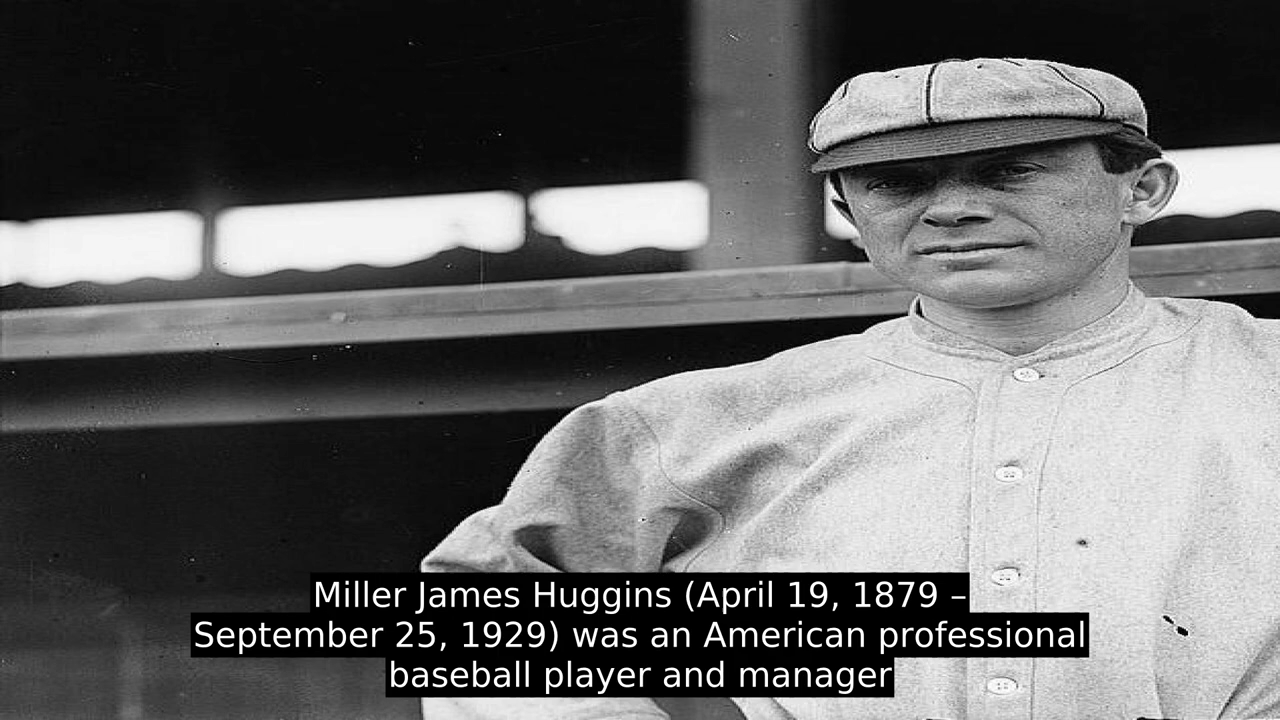 Miller James Huggins (April 19, 1879 –
September 25, 1929) was an American professional
baseball player and manager